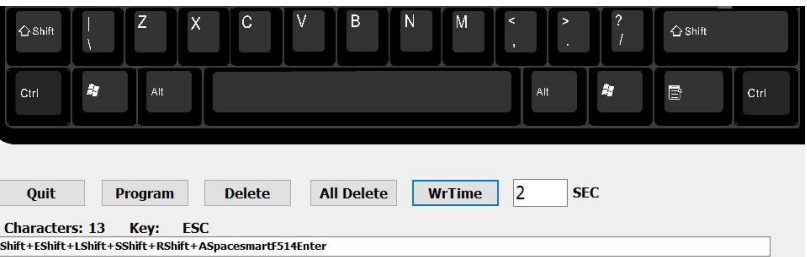 Shift | Z X C V B N M < > ? Shift
\ , . /
Ctrl Alt Alt Ctrl
Quit Program Delete All Delete WrTime 2 SEC
Characters: 13 Key: ESC
Shift+EShift+LShift+SShift+RShift+ASpacesmartF514Enter